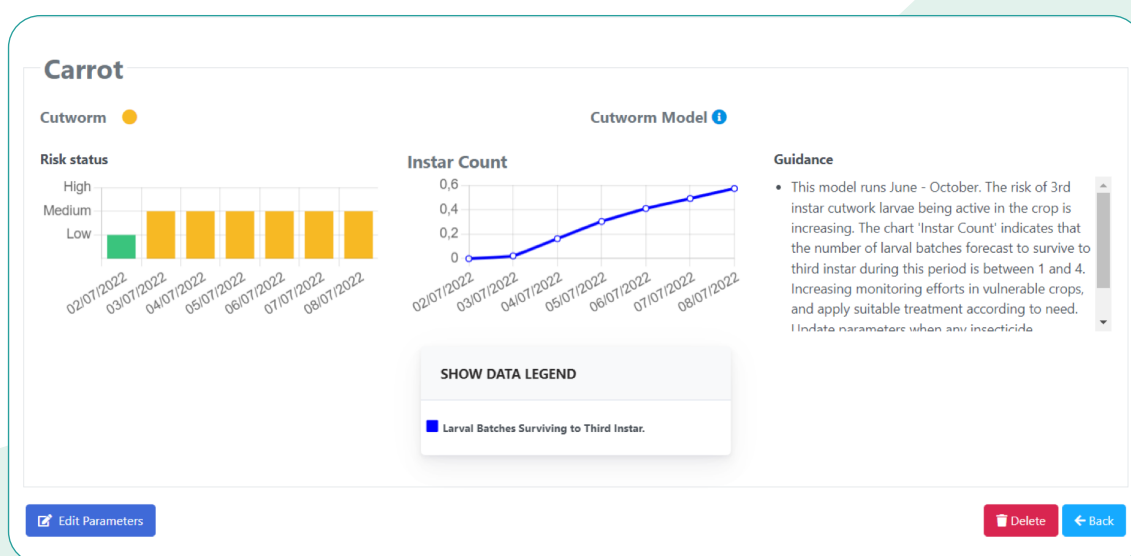 Carrot
Cutworm
Cutworm Model
Risk status
High
Medium
Low
02/07/2022
03/07/2022
04/07/2022
05/07/2022
06/07/2022
07/07/2022
08/07/2022
Instar Count
0,6
0,4
0,2
0
02/07/2022
03/07/2022
04/07/2022
05/07/2022
06/07/2022
07/07/2022
08/07/2022
Guidance
• This model runs June - October. The risk of 3rd
instar cutwork larvae being active in the crop is
increasing. The chart 'Instar Count' indicates that
the number of larval batches forecast to survive to
third instar during this period is between 1 and 4.
Increasing monitoring efforts in vulnerable crops,
and apply suitable treatment according to need.
Update parameters when any insecticide
SHOW DATA LEGEND
Larval Batches Surviving to Third Instar.
Edit Parameters
Delete
Back